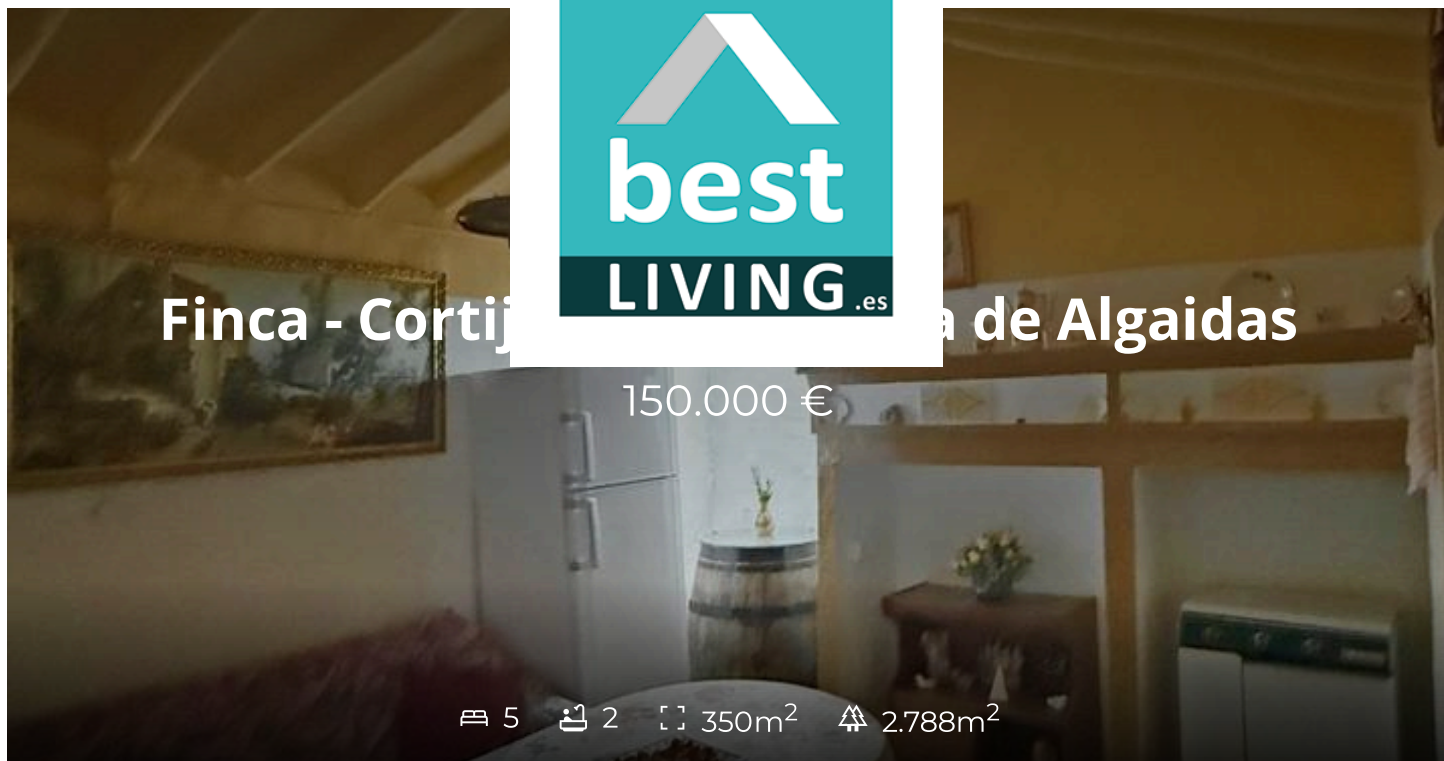 best
LIVING.es
Finca - Cortij a de Algaidas
150.000 €
5 2 350m² 2.788m²